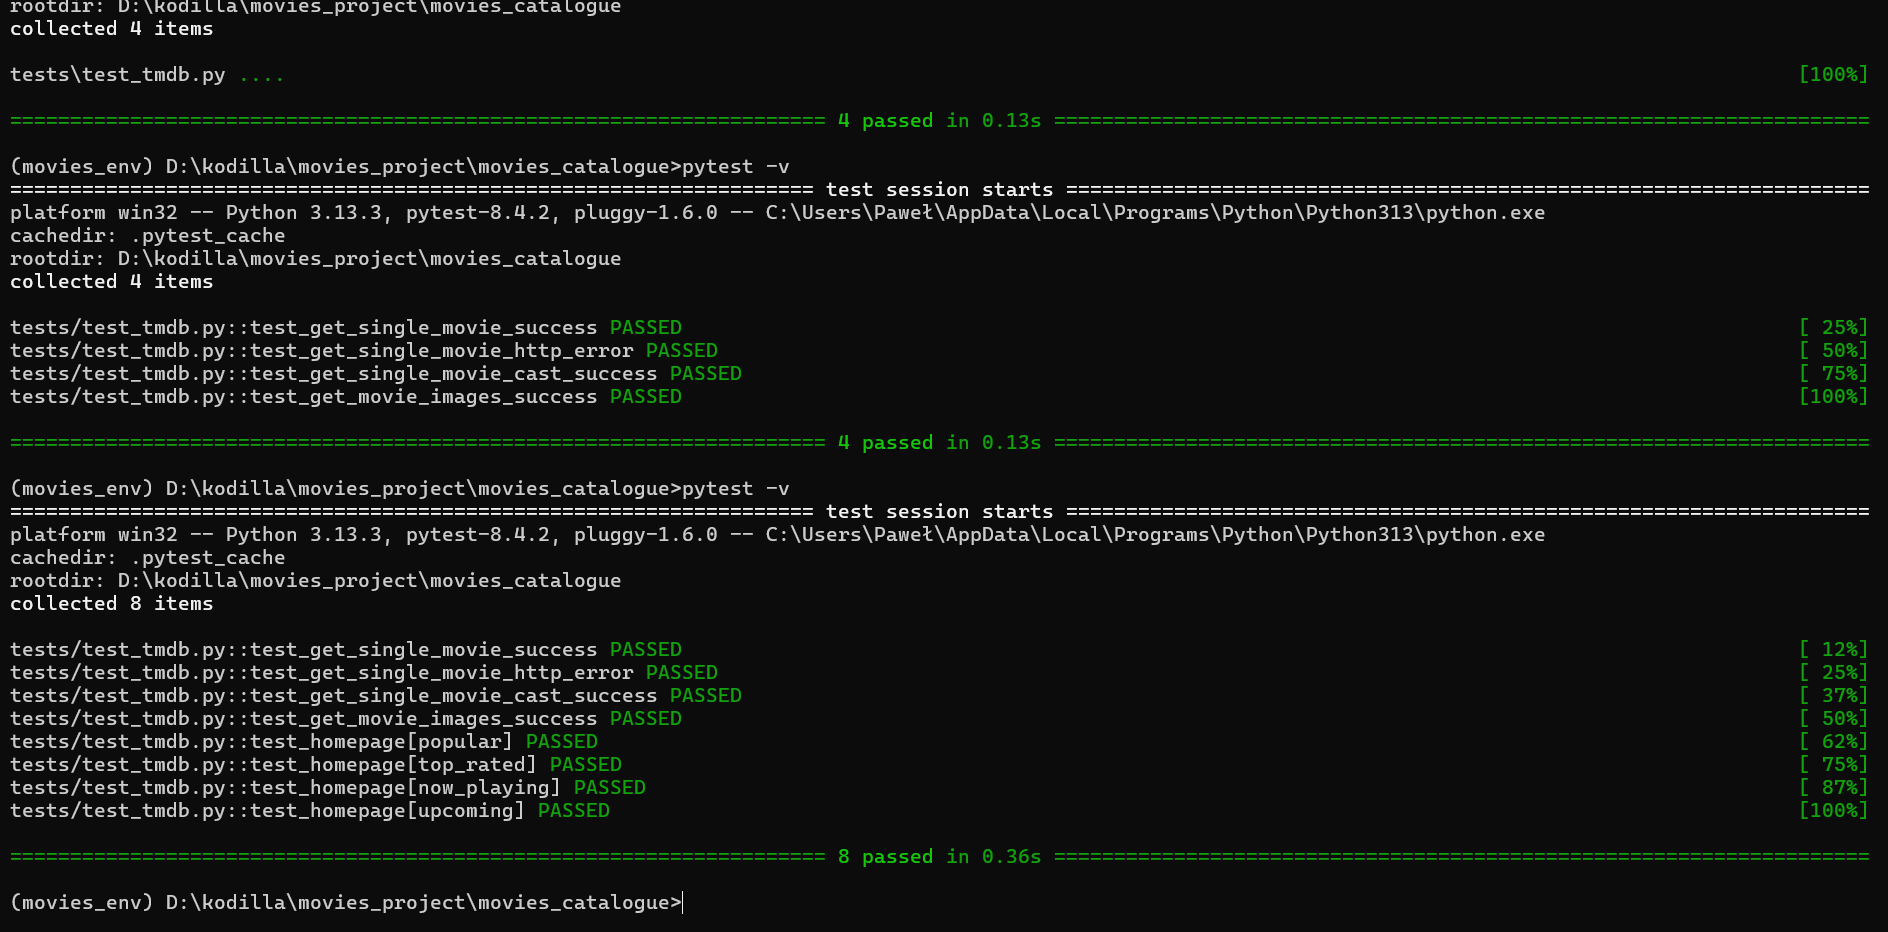 rootdir: D:\kodilla\movies_project\movies_catalogue
collected 4 items
tests\test_tmdb.py .... [100%]
==================================================================== 4 passed in 0.13s ====================================================================
(movies_env) D:\kodilla\movies_project\movies_catalogue>pytest -v
=================================================================== test session starts ===================================================================
platform win32 -- Python 3.13.3, pytest-8.4.2, pluggy-1.6.0 -- C:\Users\Paweł\AppData\Local\Programs\Python\Python313\python.exe
cachedir: .pytest_cache
rootdir: D:\kodilla\movies_project\movies_catalogue
collected 4 items
tests/test_tmdb.py::test_get_single_movie_success PASSED [ 25%]
tests/test_tmdb.py::test_get_single_movie_http_error PASSED [ 50%]
tests/test_tmdb.py::test_get_single_movie_cast_success PASSED [ 75%]
tests/test_tmdb.py::test_get_movie_images_success PASSED [100%]
==================================================================== 4 passed in 0.13s ====================================================================
(movies_env) D:\kodilla\movies_project\movies_catalogue>pytest -v
=================================================================== test session starts ===================================================================
platform win32 -- Python 3.13.3, pytest-8.4.2, pluggy-1.6.0 -- C:\Users\Paweł\AppData\Local\Programs\Python\Python313\python.exe
cachedir: .pytest_cache
rootdir: D:\kodilla\movies_project\movies_catalogue
collected 8 items
tests/test_tmdb.py::test_get_single_movie_success PASSED [ 12%]
tests/test_tmdb.py::test_get_single_movie_http_error PASSED [ 25%]
tests/test_tmdb.py::test_get_single_movie_cast_success PASSED [ 37%]
tests/test_tmdb.py::test_get_movie_images_success PASSED [ 50%]
tests/test_tmdb.py::test_homepage[popular] PASSED [ 62%]
tests/test_tmdb.py::test_homepage[top_rated] PASSED [ 75%]
tests/test_tmdb.py::test_homepage[now_playing] PASSED [ 87%]
tests/test_tmdb.py::test_homepage[upcoming] PASSED [100%]
==================================================================== 8 passed in 0.36s ====================================================================
(movies_env) D:\kodilla\movies_project\movies_catalogue>